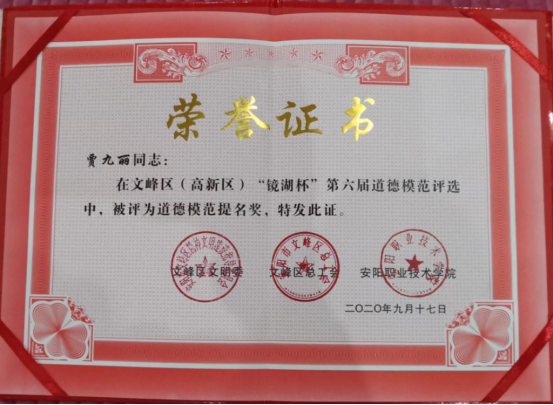 荣誉证书
贾九丽同志：
在文峰区（高新区）“镜湖杯”第六届道德模范评选
中，被评为道德模范提名奖，特发此证。
文峰区文明委 文峰区总工会 安阳职业技术学院
二〇二〇年九月十七日